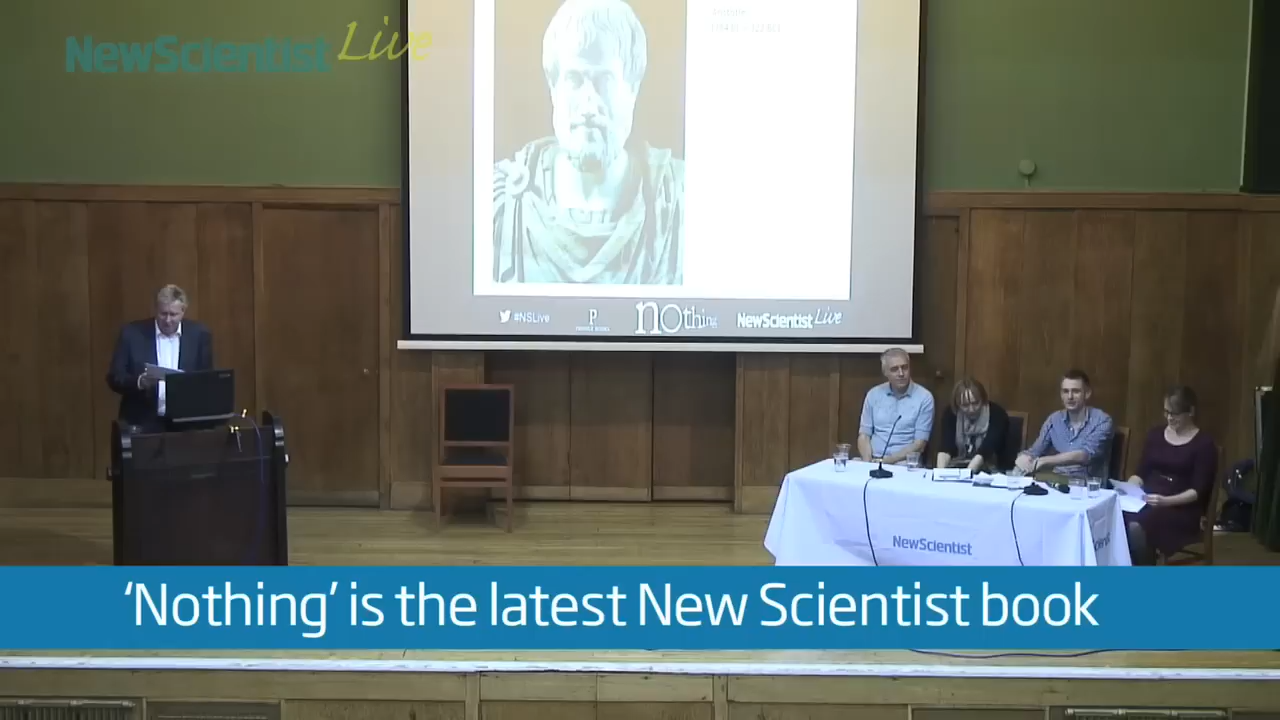 NewScientist Live
#NSLive
nothing
NewScientist Live
NewScientist
'Nothing' is the latest New Scientist book